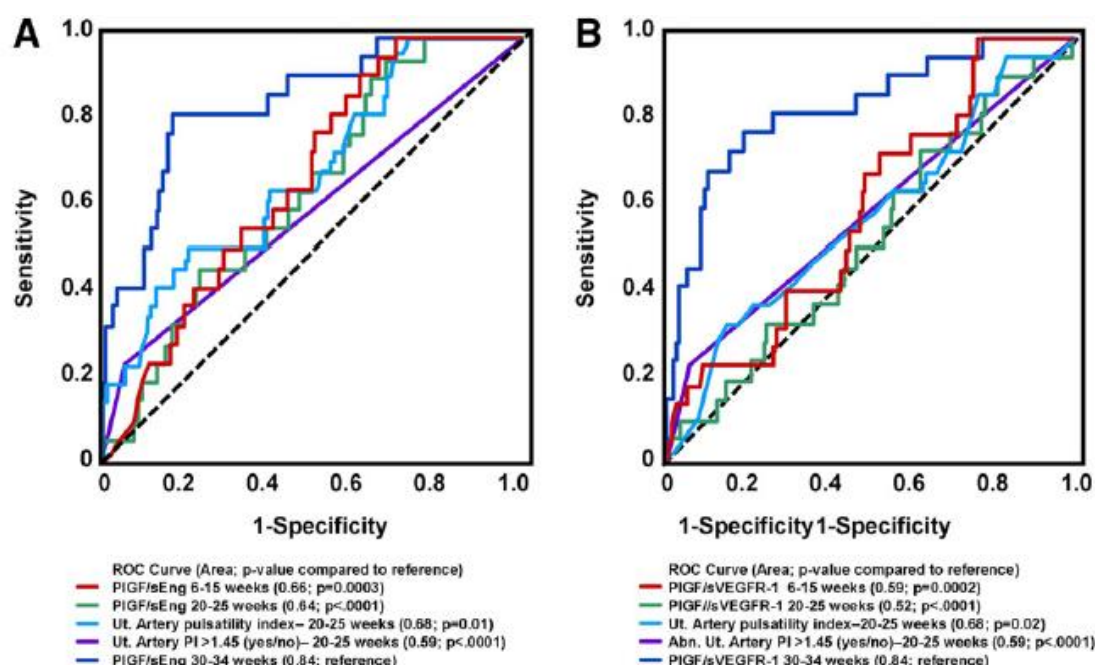 A
B
1.0
0.8
0.6
0.4
0.2
0
Sensitivity
0 0.2 0.4 0.6 0.8 1.0
1-Specificity
1.0
0.8
0.6
0.4
0.2
0
Sensitivity
0 0.2 0.4 0.6 0.8 1.0
1-Specificity 1-Specificity
ROC Curve (Area; p-value compared to reference)
PlGF/sEng 6-15 weeks (0.66; p=0.0003)
PlGF/sEng 20-25 weeks (0.64; p<.0001)
Ut. Artery pulsatility index– 20-25 weeks (0.68; p=0.01)
Ut. Artery PI >1.45 (yes/no)– 20-25 weeks (0.59; p<.0001)
PlGF/sEng 30-34 weeks (0.84; reference)
ROC Curve (Area; p-value compared to reference)
PlGF/sVEGFR-1 6-15 weeks (0.59; p=0.0002)
PlGF//sVEGFR-1 20-25 weeks (0.52; p<.0001)
Ut. Artery pulsatility index–20-25 weeks (0.68; p=0.02)
Abn. Ut. Artery PI >1.45 (yes/no)–20-25 weeks (0.59; p<.0001)
PlGF/sVEGFR-1 30-34 weeks (0.84; reference)